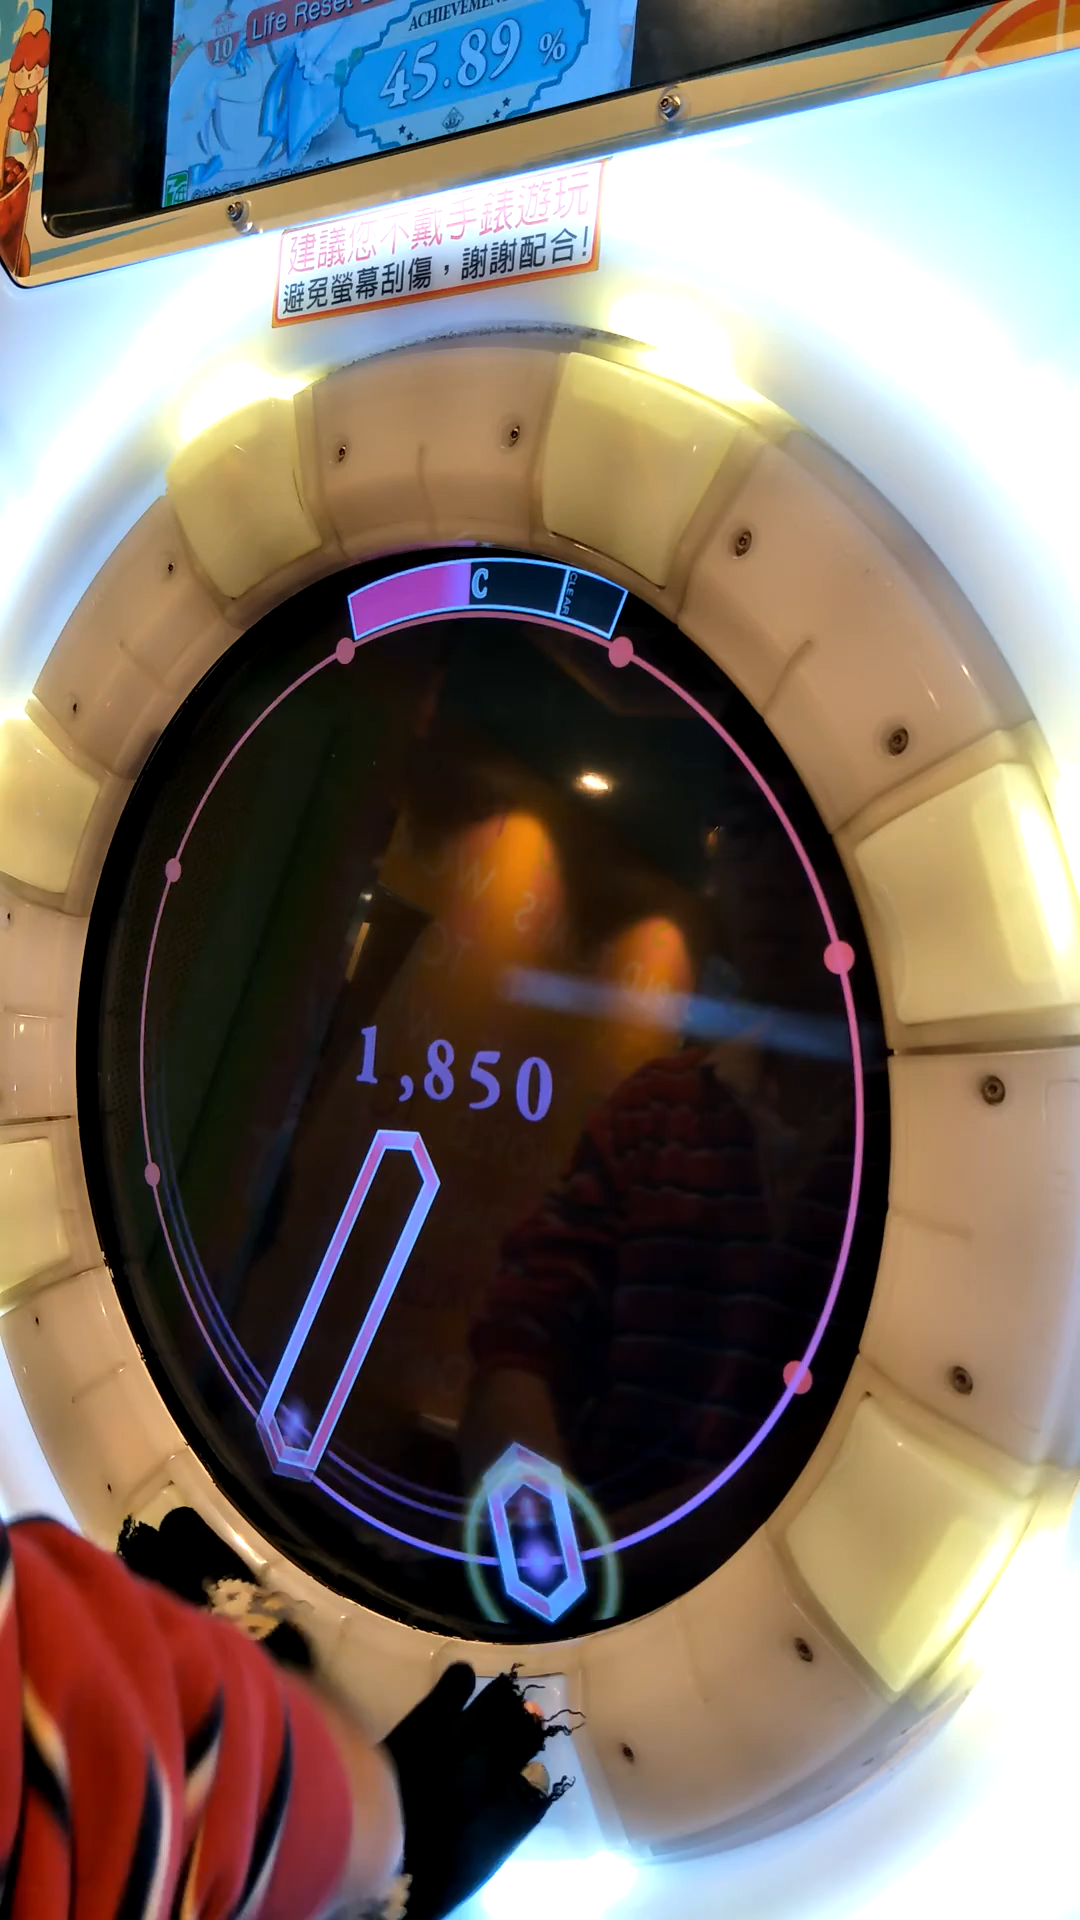 Life Reset
10
ACHIEVEMENT
45.89 %
建議您不戴手錶遊玩
避免螢幕刮傷，謝謝配合!
C
CLEAR
1,850